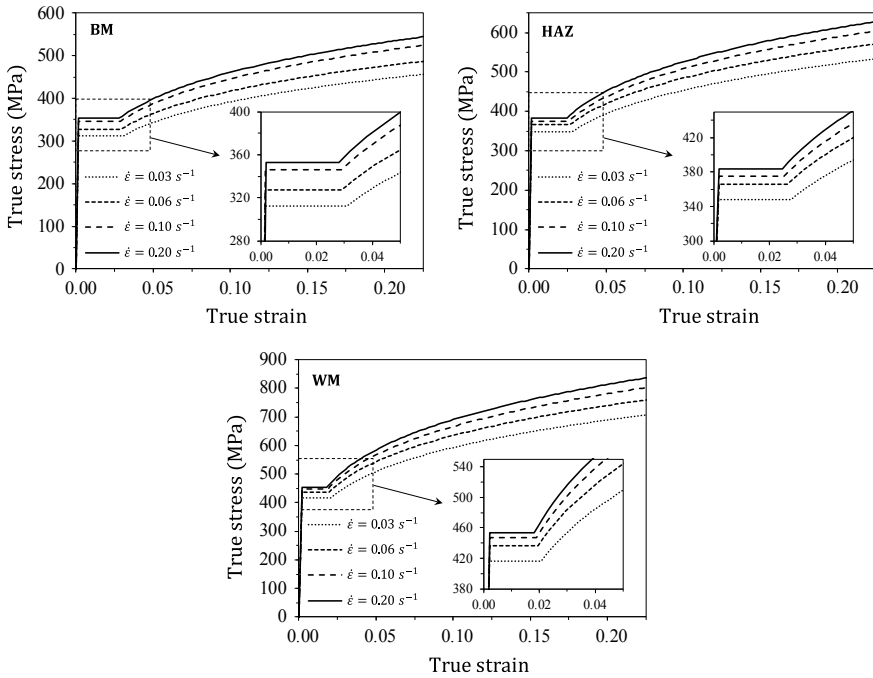 BM
True stress (MPa)
600
500
400
300
200
100
0
0.00 0.05 0.10 0.15 0.20
True strain
ε̇ = 0.03 s⁻¹
ε̇ = 0.06 s⁻¹
ε̇ = 0.10 s⁻¹
ε̇ = 0.20 s⁻¹
400
360
320
280
0.00 0.02 0.04
HAZ
True stress (MPa)
600
500
400
300
200
100
0
0.00 0.05 0.10 0.15 0.20
True strain
ε̇ = 0.03 s⁻¹
ε̇ = 0.06 s⁻¹
ε̇ = 0.10 s⁻¹
ε̇ = 0.20 s⁻¹
420
380
340
300
0.00 0.02 0.04
WM
True stress (MPa)
900
800
700
600
500
400
300
200
100
0
0.00 0.05 0.10 0.15 0.20
True strain
ε̇ = 0.03 s⁻¹
ε̇ = 0.06 s⁻¹
ε̇ = 0.10 s⁻¹
ε̇ = 0.20 s⁻¹
540
500
460
420
380
0.00 0.02 0.04